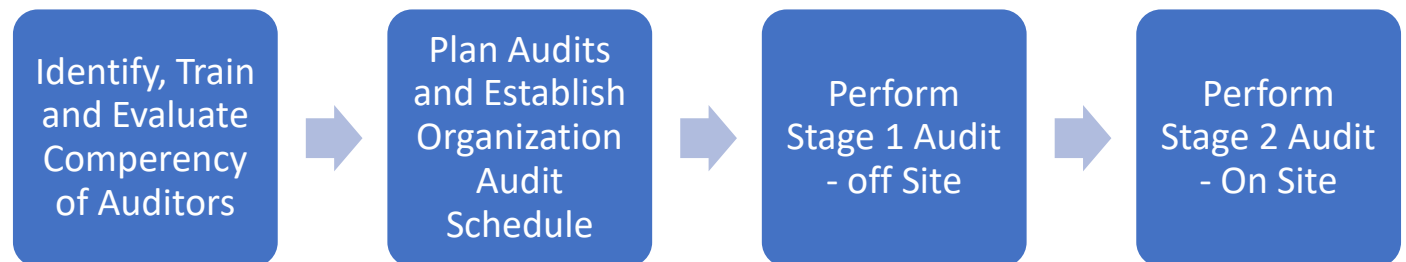 Identify, Train
and Evaluate
Comperency
of Auditors
Plan Audits
and Establish
Organization
Audit
Schedule
Perform
Stage 1 Audit
- off Site
Perform
Stage 2 Audit
- On Site